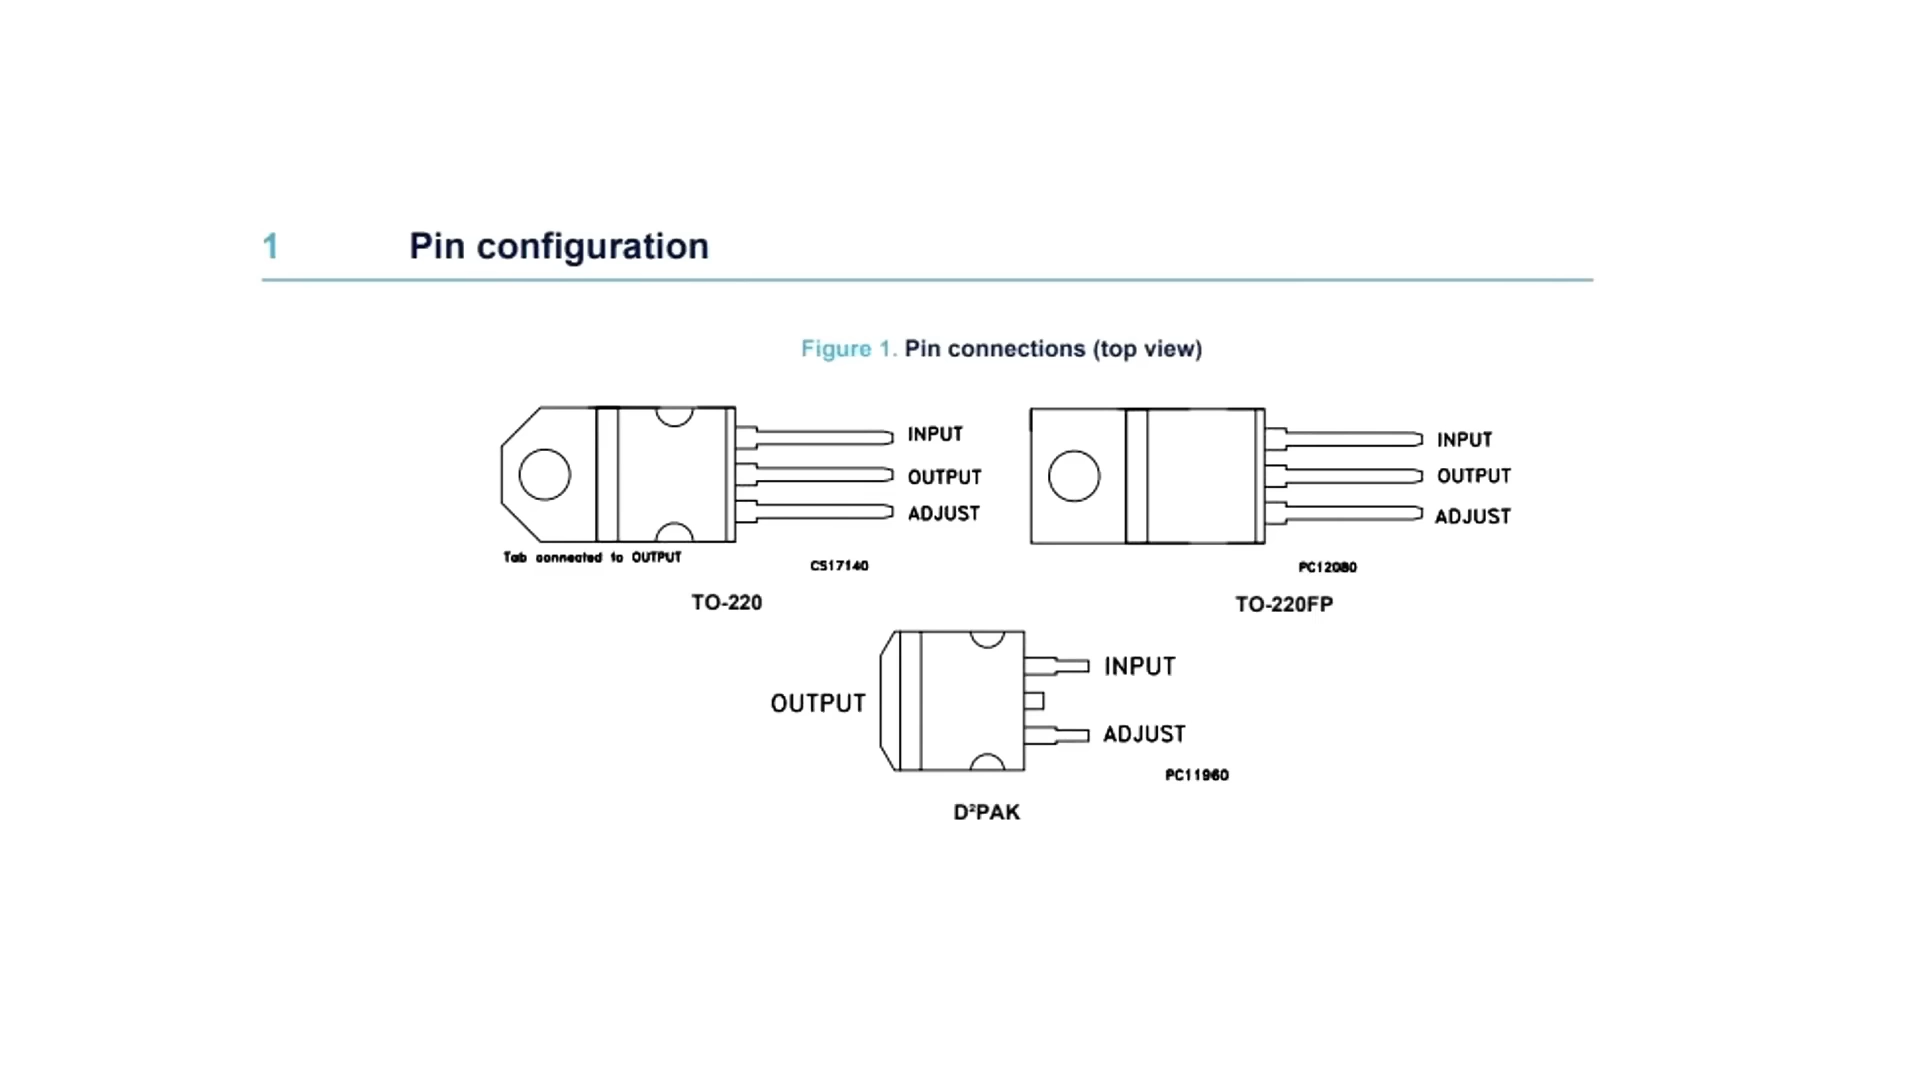 1 Pin configuration
Figure 1. Pin connections (top view)
INPUT
OUTPUT
ADJUST
Tab connected to OUTPUT
CS17140
TO-220
INPUT
OUTPUT
ADJUST
PC12080
TO-220FP
OUTPUT
INPUT
ADJUST
PC11960
D²PAK